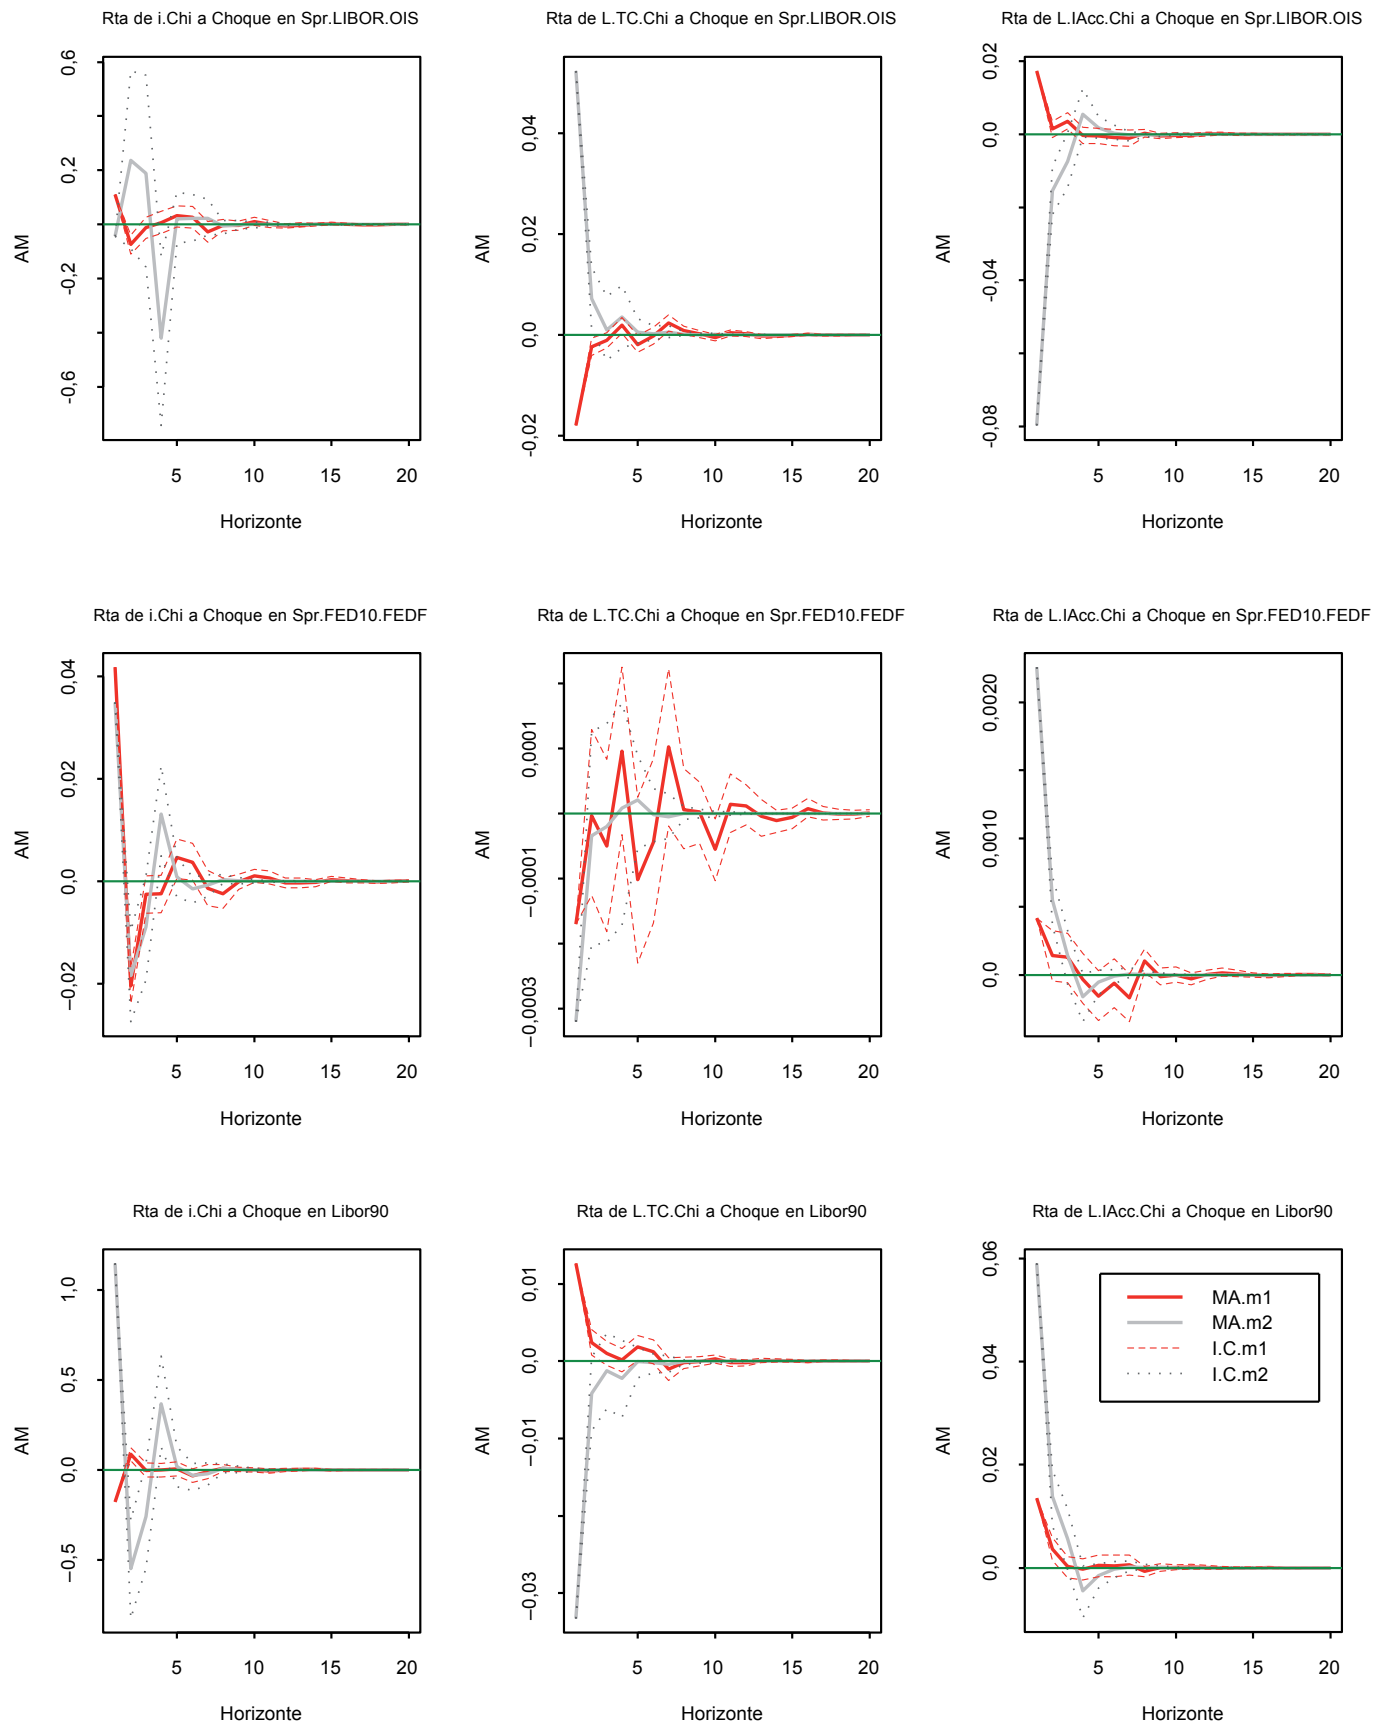 Rta de i.Chi a Choque en Spr.LIBOR.OIS
AM
0,6
0,2
-0,2
-0,6
5 10 15 20
Horizonte
Rta de L.TC.Chi a Choque en Spr.LIBOR.OIS
AM
0,04
0,02
0,0
-0,02
5 10 15 20
Horizonte
Rta de L.IAcc.Chi a Choque en Spr.LIBOR.OIS
AM
0,02
0,0
-0,04
-0,08
5 10 15 20
Horizonte
Rta de i.Chi a Choque en Spr.FED10.FEDF
AM
0,04
0,02
0,0
−0,02
5 10 15 20
Horizonte
Rta de L.TC.Chi a Choque en Spr.FED10.FEDF
AM
0,0001
−0,0001
−0,0003
5 10 15 20
Horizonte
Rta de L.IAcc.Chi a Choque en Spr.FED10.FEDF
AM
0,0020
0,0010
0,0
5 10 15 20
Horizonte
Rta de i.Chi a Choque en Libor90
AM
1,0
0,5
0,0
−0,5
5 10 15 20
Horizonte
Rta de L.TC.Chi a Choque en Libor90
AM
0,01
0,0
−0,01
−0,03
5 10 15 20
Horizonte
Rta de L.IAcc.Chi a Choque en Libor90
AM
0,06
0,04
0,02
0,0
MA.m1
MA.m2
I.C.m1
I.C.m2
5 10 15 20
Horizonte